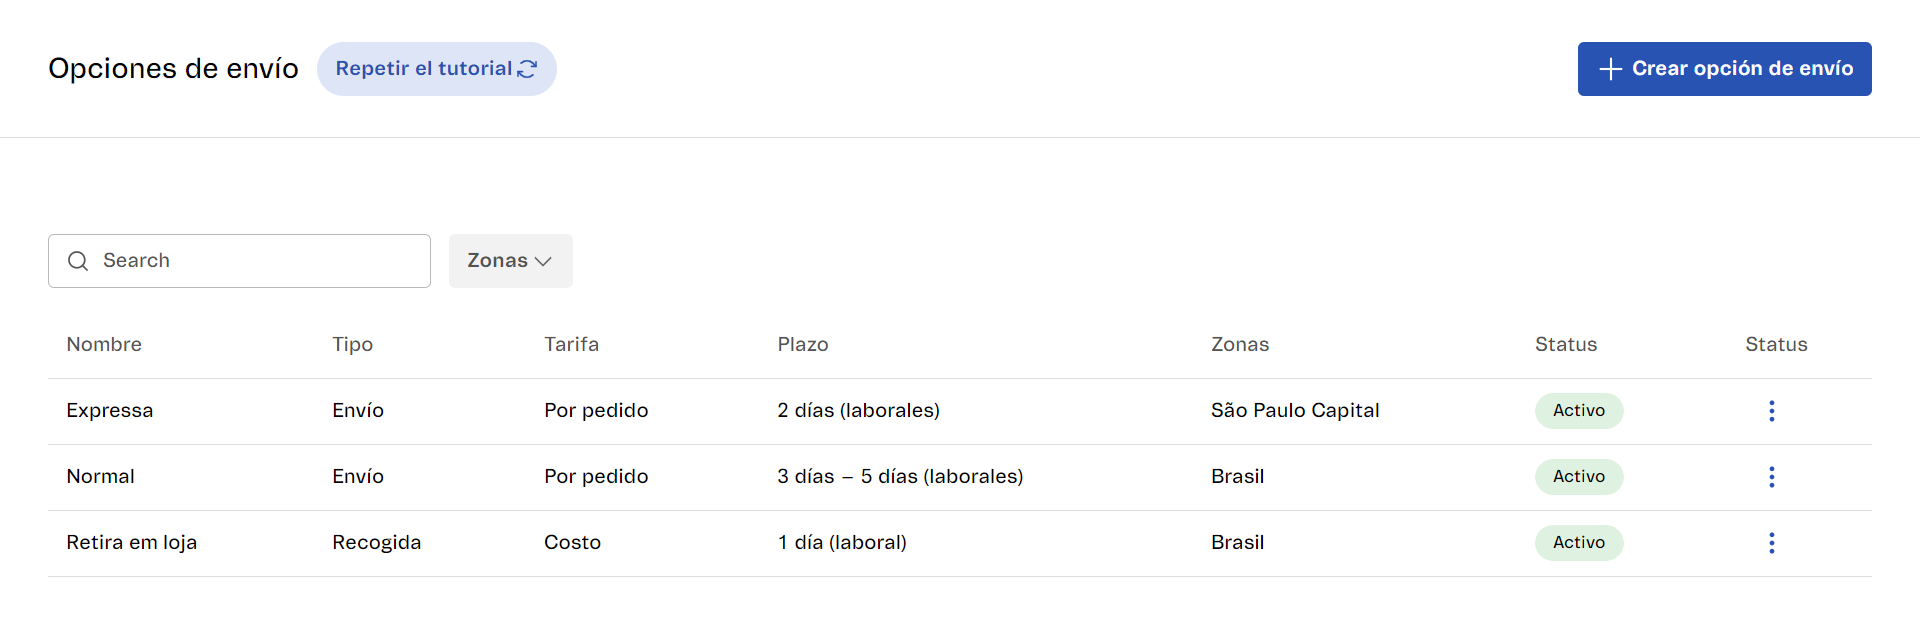 Opciones de envío Repetir el tutorial Crear opción de envío
Search Zonas
Nombre Tipo Tarifa Plazo Zonas Status Status
Expressa Envío Por pedido 2 días (laborales) São Paulo Capital Activo
Normal Envío Por pedido 3 días – 5 días (laborales) Brasil Activo
Retira em loja Recogida Costo 1 día (laboral) Brasil Activo